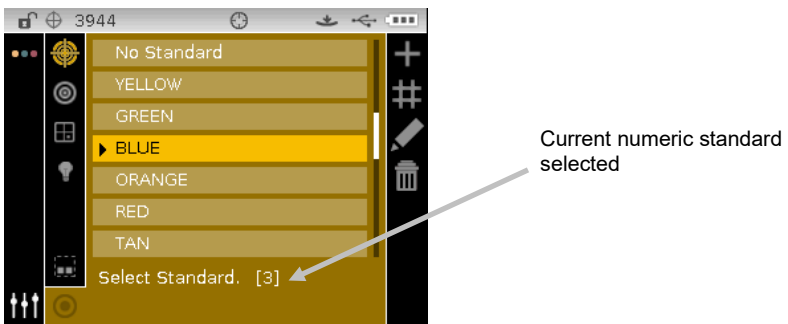 3944
No Standard
YELLOW
GREEN
BLUE
ORANGE
RED
TAN
Select Standard. [3]
Current numeric standard
selected